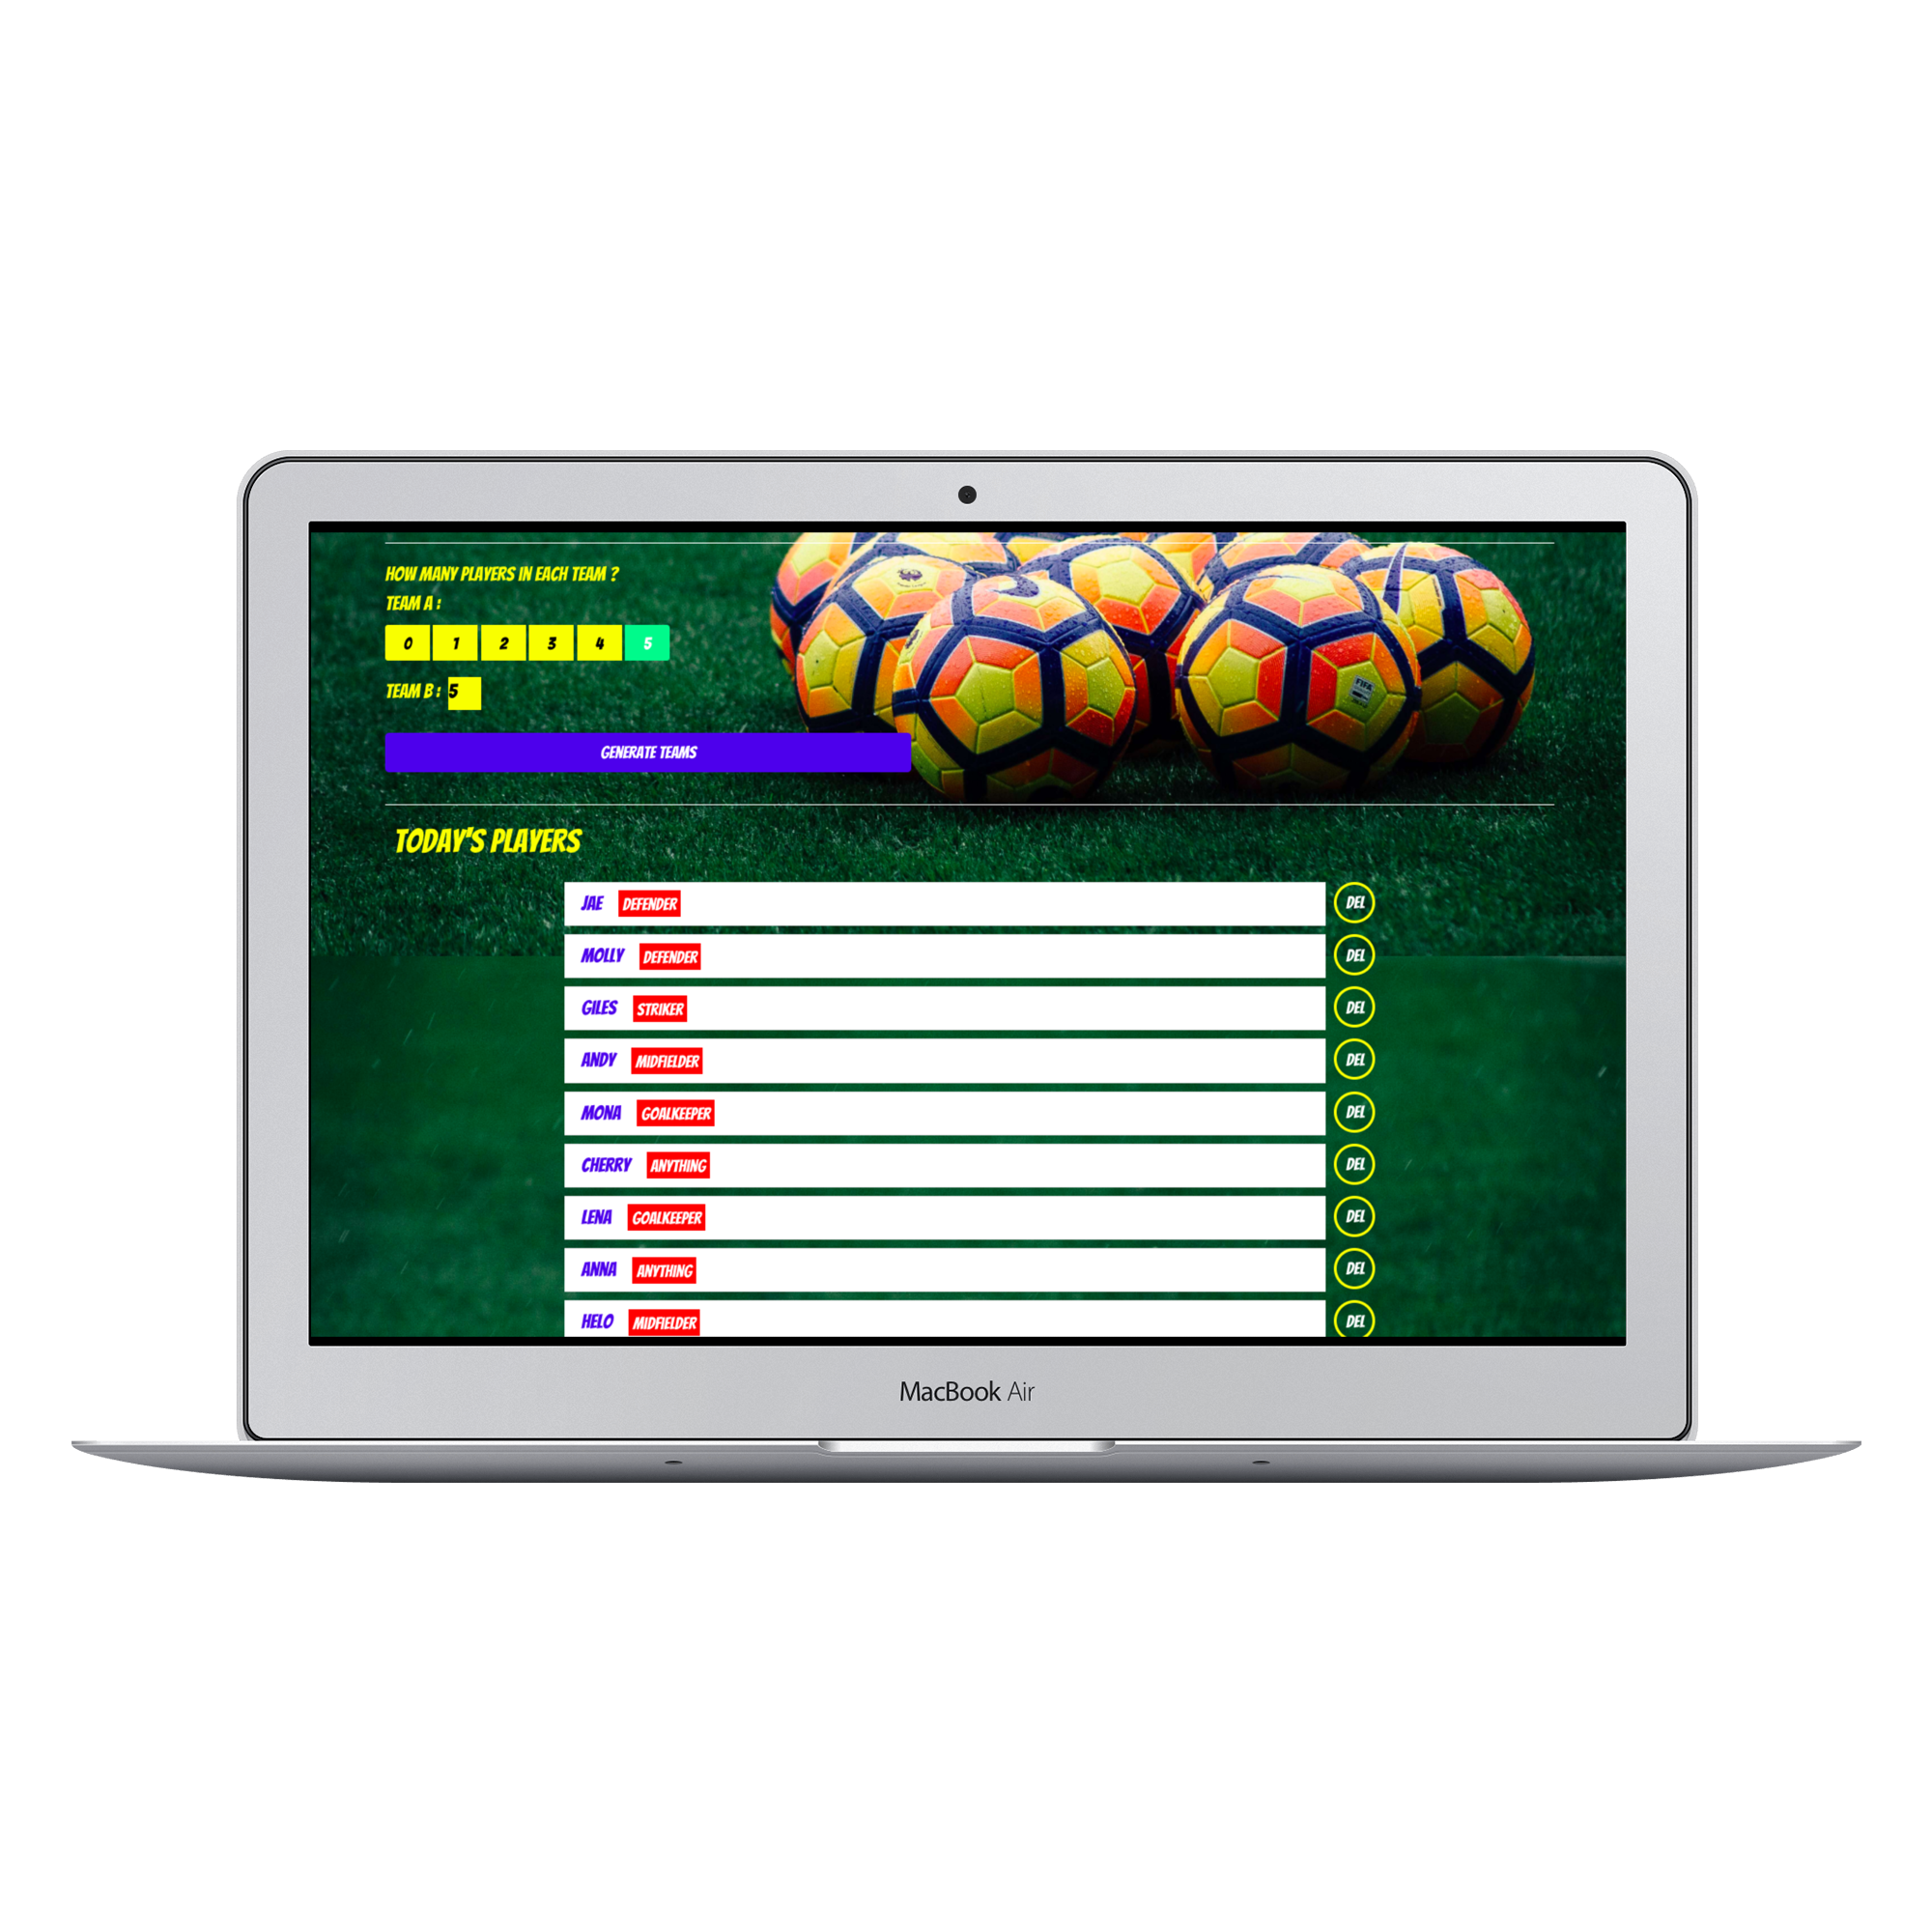 HOW MANY PLAYERS IN EACH TEAM ?
TEAM A :
0 1 2 3 4 5
TEAM B : 5
GENERATE TEAMS
TODAY'S PLAYERS
JAE DEFENDER DEL
MOLLY DEFENDER DEL
GILES STRIKER DEL
ANDY MIDFIELDER DEL
MONA GOALKEEPER DEL
CHERRY ANYTHING DEL
LENA GOALKEEPER DEL
ANNA ANYTHING DEL
HELO MIDFIELDER DEL
FIFA
MacBook Air